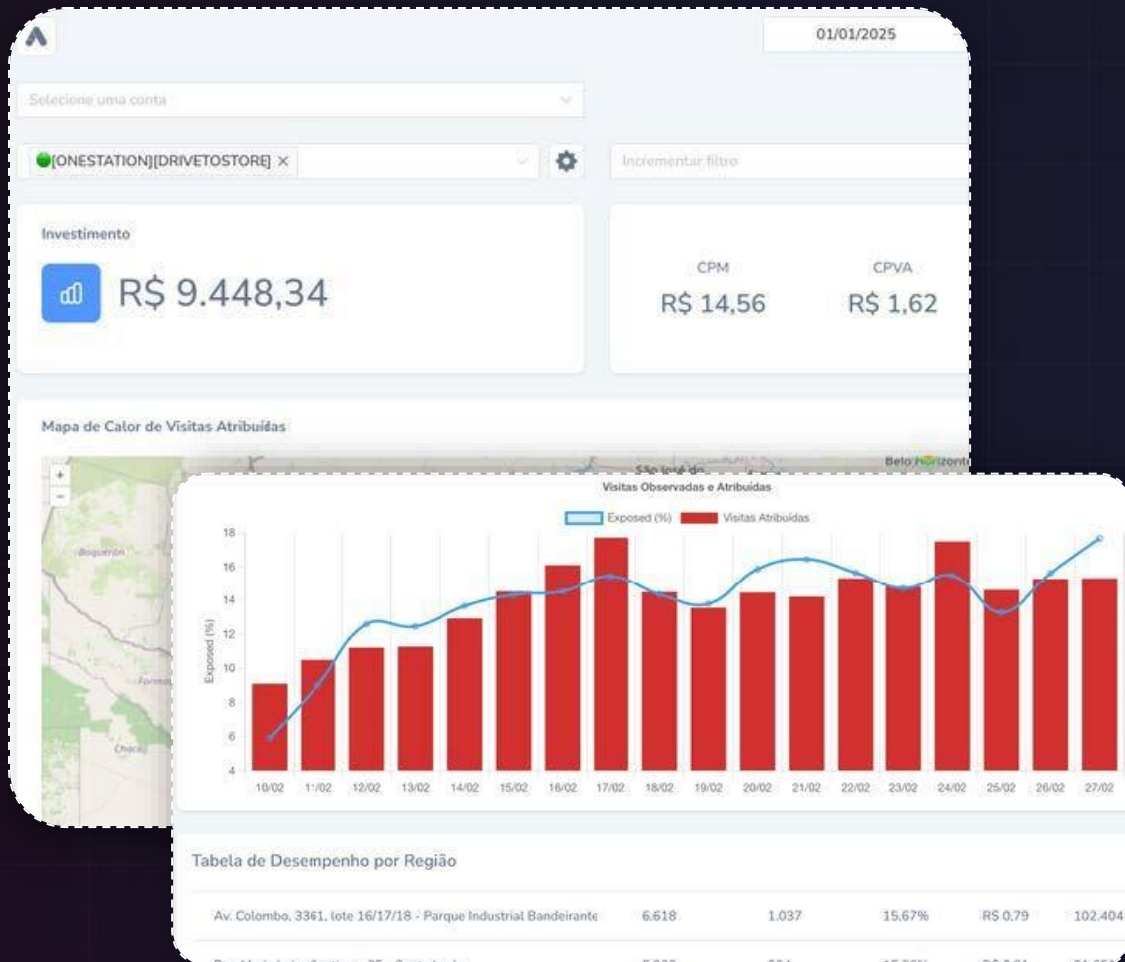 01/01/2025
Selecione uma conta
[ONESTATION][DRIVETOSTORE] ×
Incrementar filtro
Investimento
R$ 9.448,34
CPM
CPVA
R$ 14,56
R$ 1,62
Mapa de Calor de Visitas Atribuídas
+
−
Boquerón
Chaco
São José do
Belo Horizonte
Visitas Observadas e Atribuídas
Exposed (%)
Visitas Atribuídas
Exposed (%)
18
16
14
12
10
8
6
4
10/02 11/02 12/02 13/02 14/02 15/02 16/02 17/02 18/02 19/02 20/02 21/02 22/02 23/02 24/02 25/02 26/02 27/02
Tabela de Desempenho por Região
Av. Colombo, 3361, lote 16/17/18 - Parque Industrial Bandeirante 6.618 1.037 15.67% R$ 0,79 102.404